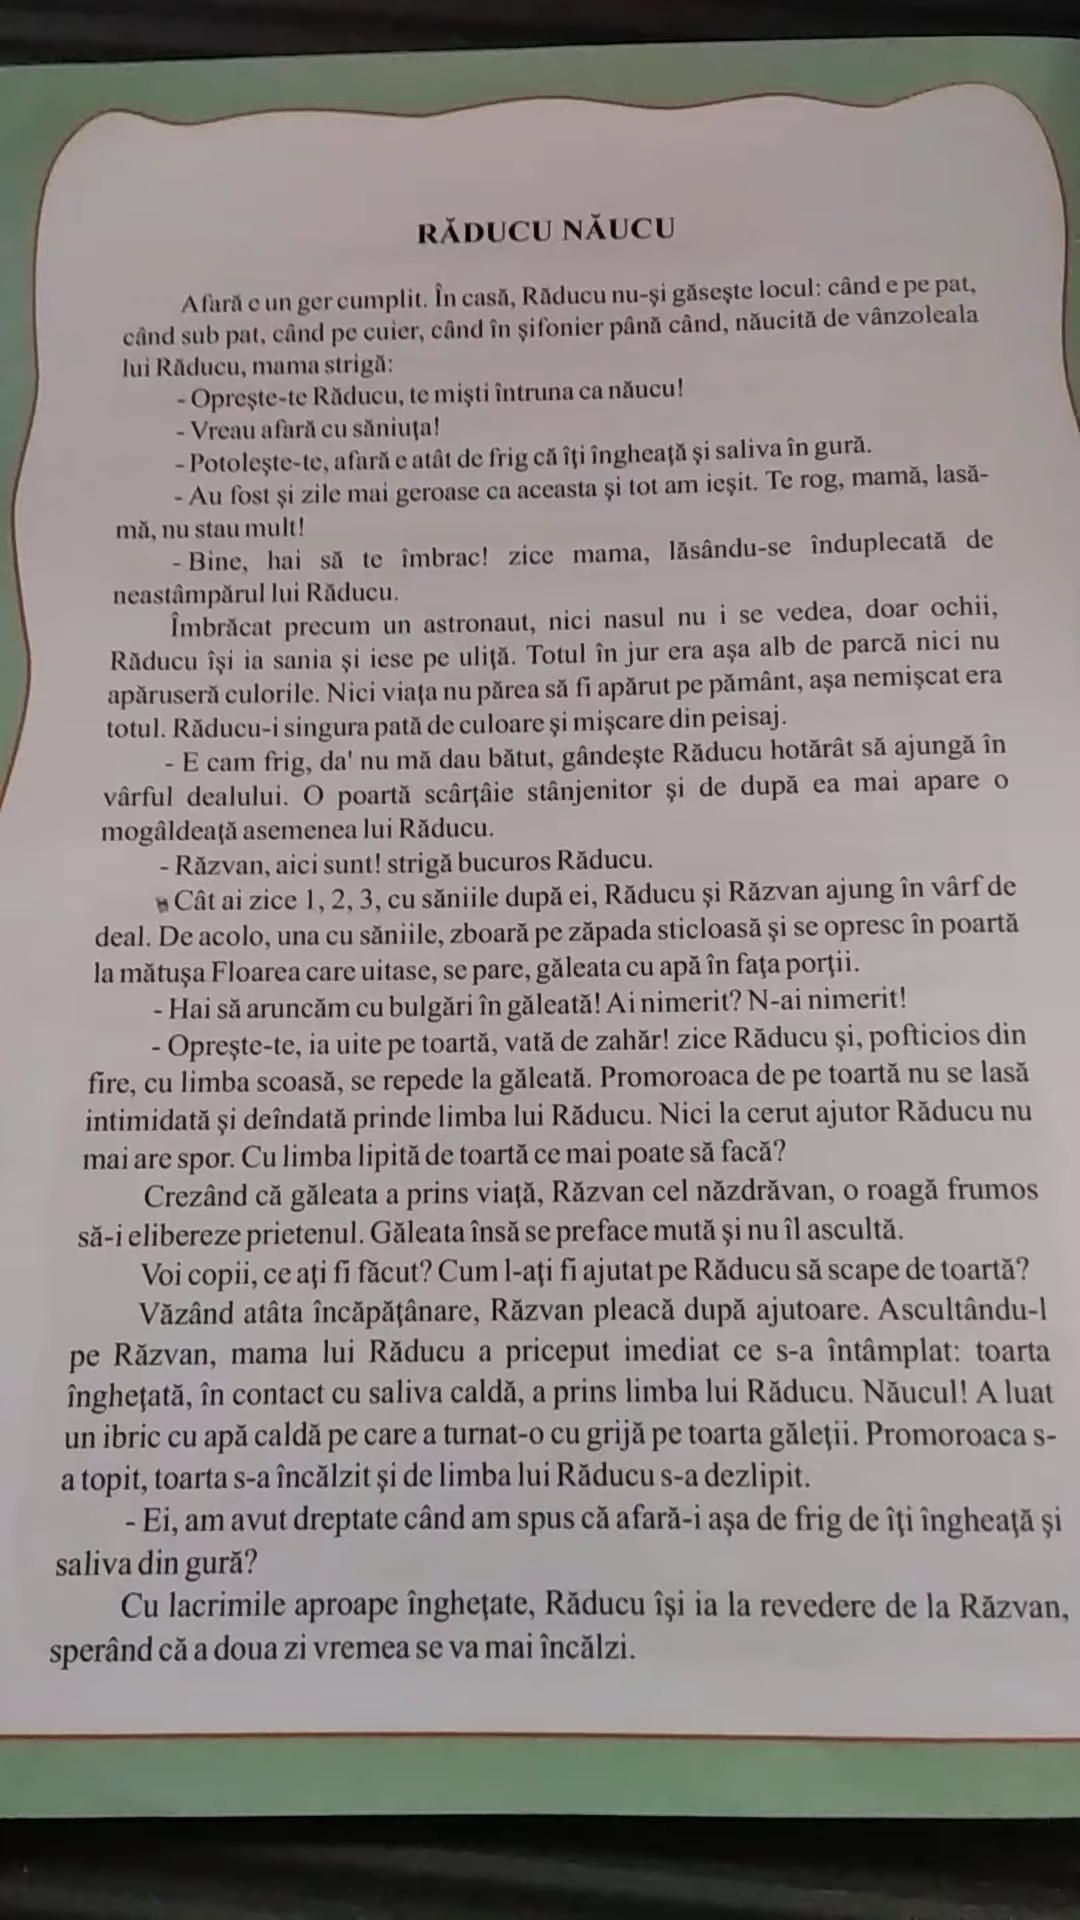 RĂDUCU NĂUCU
Afară e un ger cumplit. În casă, Răducu nu-şi găseşte locul: când e pe pat,
când sub pat, când pe cuier, când în şifonier până când, năucită de vânzoleala
lui Răducu, mama strigă:
- Opreşte-te Răducu, te mişti întruna ca năucu!
- Vreau afară cu săniuţa!
- Potoleşte-te, afară e atât de frig că îţi îngheaţă şi saliva în gură.
- Au fost şi zile mai geroase ca aceasta şi tot am ieşit. Te rog, mamă, lasă-
mă, nu stau mult!
- Bine, hai să te îmbrac! zice mama, lăsându-se înduplecată de
neastâmpărul lui Răducu.
Îmbrăcat precum un astronaut, nici nasul nu i se vedea, doar ochii,
Răducu îşi ia sania şi iese pe uliţă. Totul în jur era aşa alb de parcă nici nu
apăruseră culorile. Nici viaţa nu părea să fi apărut pe pământ, aşa nemişcat era
totul. Răducu-i singura pată de culoare şi mişcare din peisaj.
- E cam frig, da' nu mă dau bătut, gândeşte Răducu hotărât să ajungă în
vârful dealului. O poartă scârţâie stânjenitor şi de după ea mai apare o
mogâldeaţă asemenea lui Răducu.
- Răzvan, aici sunt! strigă bucuros Răducu.
Cât ai zice 1, 2, 3, cu săniile după ei, Răducu şi Răzvan ajung în vârf de
deal. De acolo, una cu săniile, zboară pe zăpada sticloasă şi se opresc în poartă
la mătuşa Floarea care uitase, se pare, găleata cu apă în faţa porţii.
- Hai să aruncăm cu bulgări în găleată! Ai nimerit? N-ai nimerit!
- Opreşte-te, ia uite pe toartă, vată de zahăr! zice Răducu şi, pofticios din
fire, cu limba scoasă, se repede la găleată. Promoroaca de pe toartă nu se lasă
intimidată şi deîndată prinde limba lui Răducu. Nici la cerut ajutor Răducu nu
mai are spor. Cu limba lipită de toartă ce mai poate să facă?
Crezând că găleata a prins viaţă, Răzvan cel năzdrăvan, o roagă frumos
să-i elibereze prietenul. Găleata însă se preface mută şi nu îl ascultă.
Voi copii, ce aţi fi făcut? Cum l-aţi fi ajutat pe Răducu să scape de toartă?
Văzând atâta încăpăţânare, Răzvan pleacă după ajutoare. Ascultându-l
pe Răzvan, mama lui Răducu a priceput imediat ce s-a întâmplat: toarta
îngheţată, în contact cu saliva caldă, a prins limba lui Răducu. Năucul! A luat
un ibric cu apă caldă pe care a turnat-o cu grijă pe toarta găleţii. Promoroaca s-
a topit, toarta s-a încălzit şi de limba lui Răducu s-a dezlipit.
- Ei, am avut dreptate când am spus că afară-i aşa de frig de îţi îngheaţă şi
saliva din gură?
Cu lacrimile aproape îngheţate, Răducu îşi ia la revedere de la Răzvan,
sperând că a doua zi vremea se va mai încălzi.